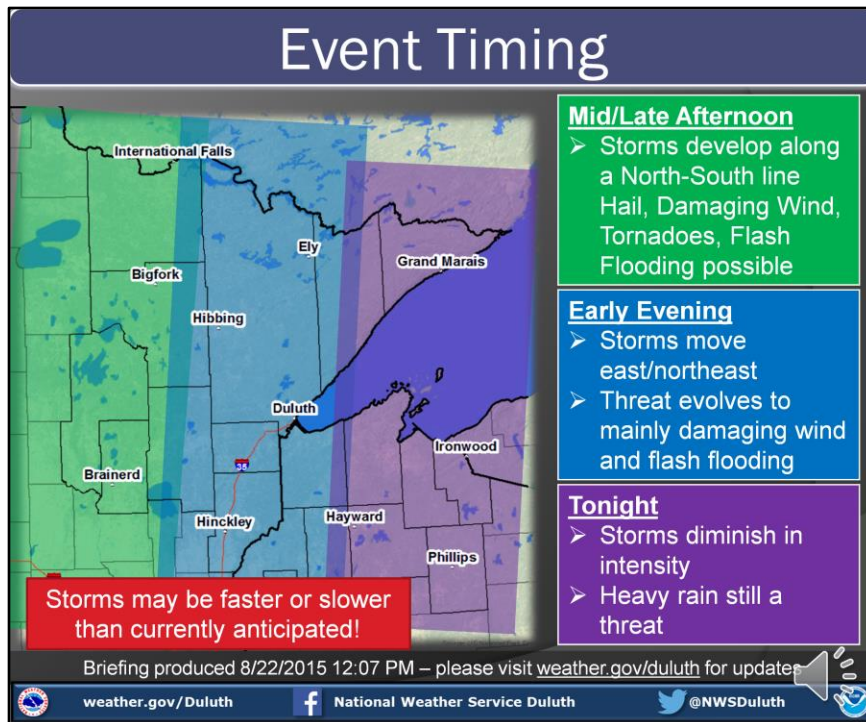 Event Timing
International Falls
Ely
Grand Marais
Bigfork
Hibbing
Duluth
Ironwood
35
Brainerd
Hinckley
Hayward
Phillips
Storms may be faster or slower
than currently anticipated!
Mid/Late Afternoon
➢ Storms develop along
a North-South line
Hail, Damaging Wind,
Tornadoes, Flash
Flooding possible
Early Evening
➢ Storms move
east/northeast
➢ Threat evolves to
mainly damaging wind
and flash flooding
Tonight
➢ Storms diminish in
intensity
➢ Heavy rain still a
threat
Briefing produced 8/22/2015 12:07 PM – please visit weather.gov/duluth for updates
weather.gov/Duluth
National Weather Service Duluth
@NWSDuluth